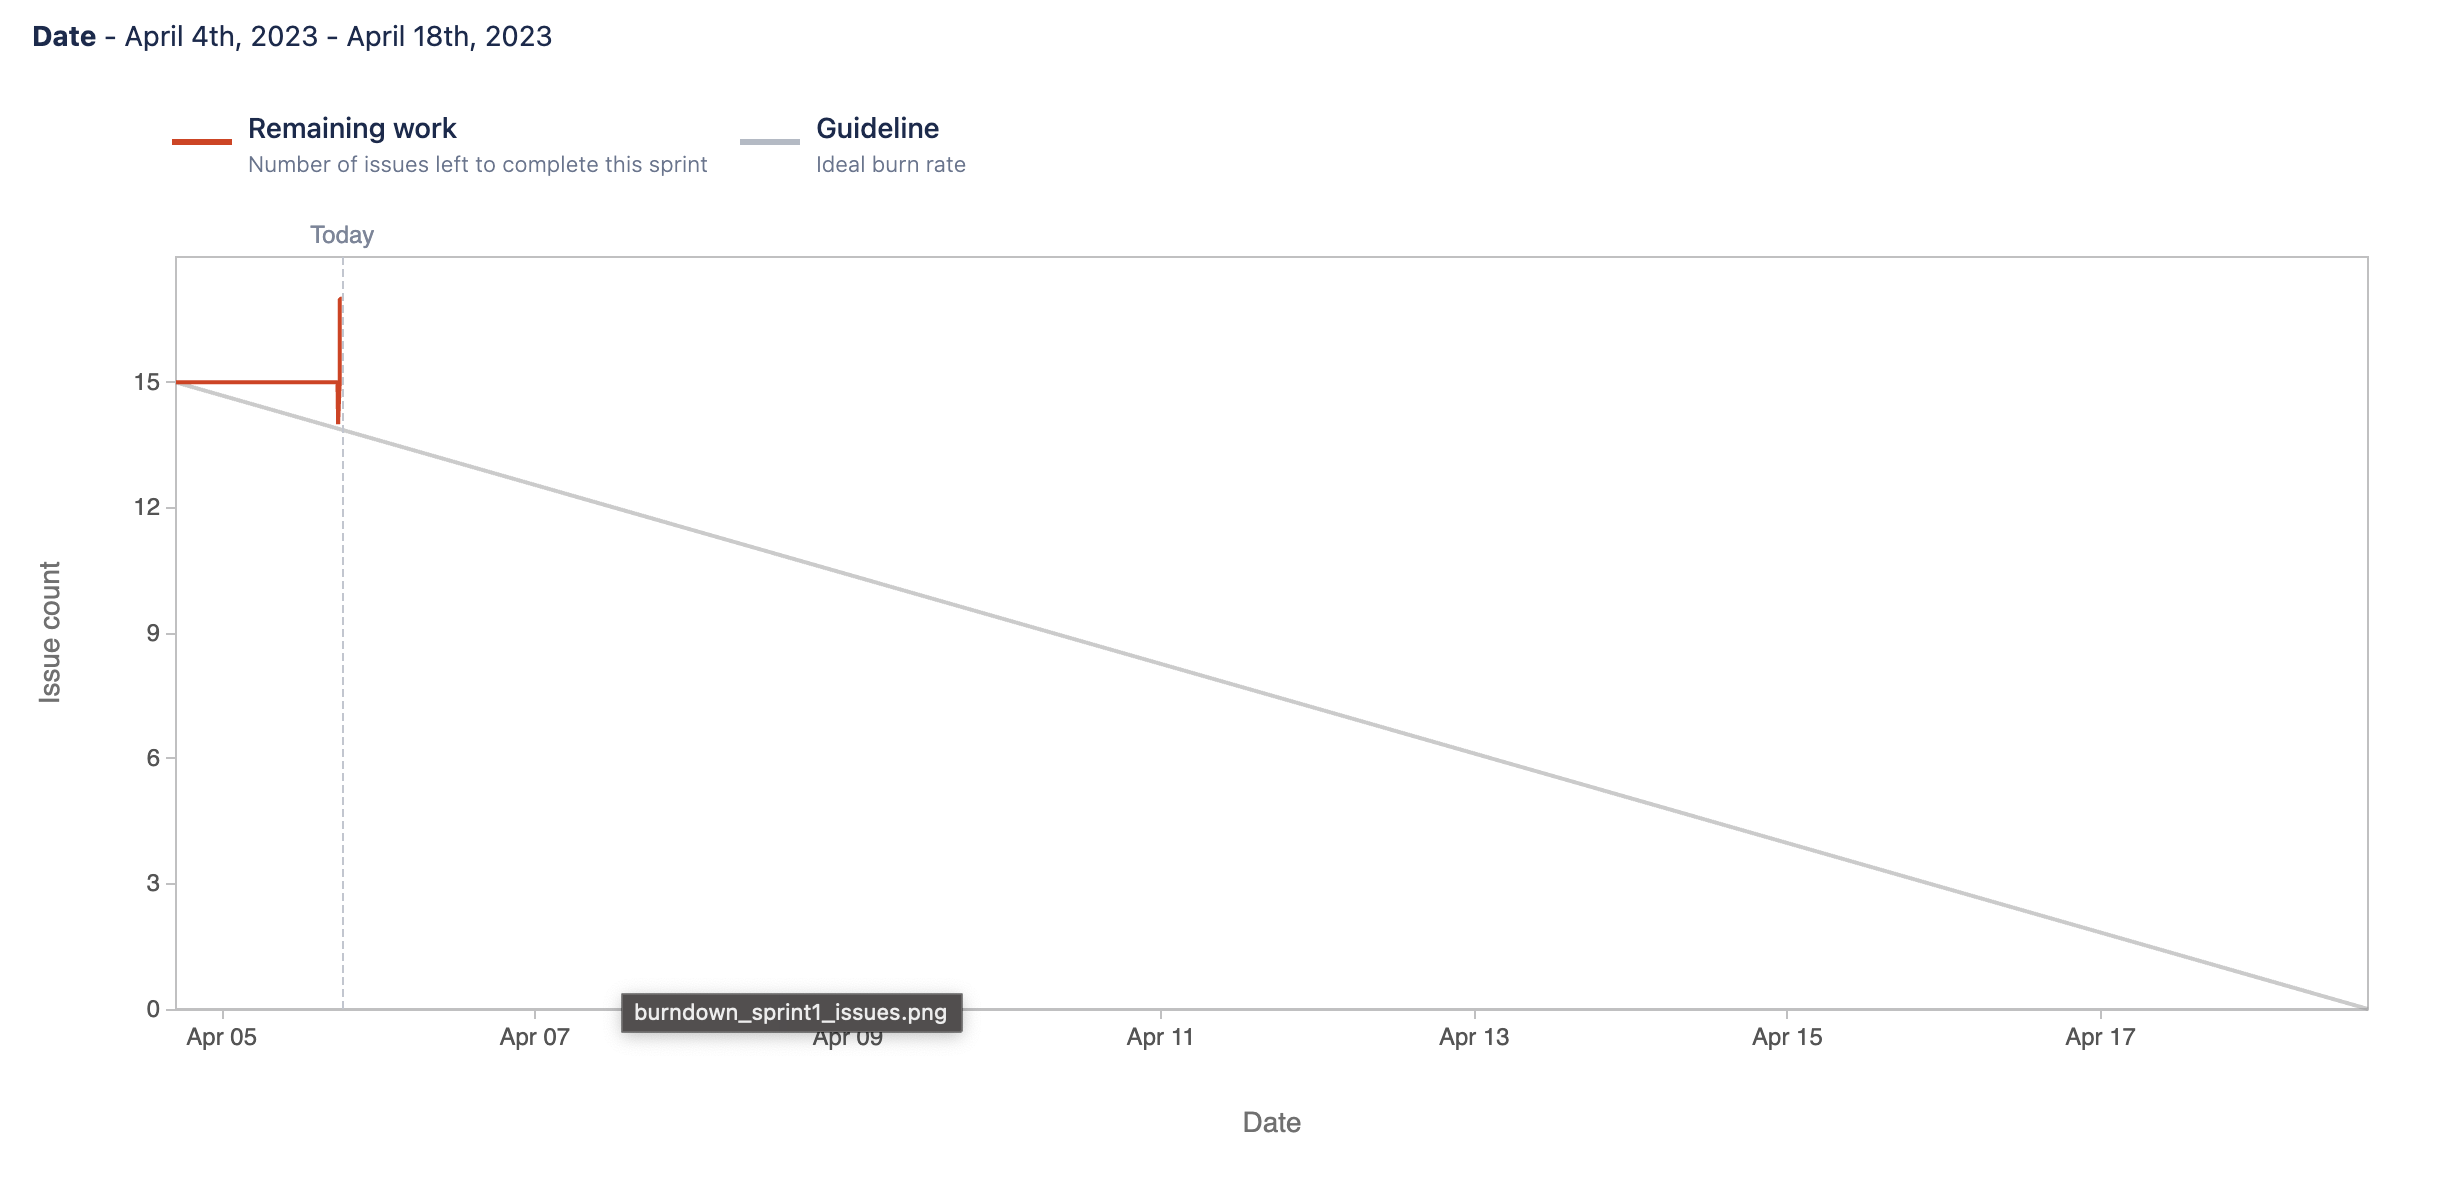 Date - April 4th, 2023 - April 18th, 2023
Remaining work
Number of issues left to complete this sprint
Guideline
Ideal burn rate
Today
15
12
9
6
3
0
Issue count
burndown_sprint1_issues.png
Apr 05 Apr 07 Apr 09 Apr 11 Apr 13 Apr 15 Apr 17
Date